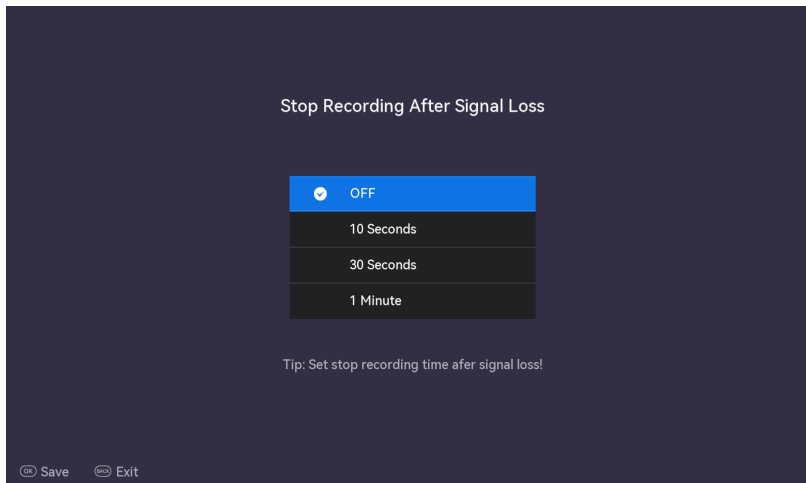 Stop Recording After Signal Loss
OFF
10 Seconds
30 Seconds
1 Minute
Tip: Set stop recording time afer signal loss!
OK Save BACK Exit